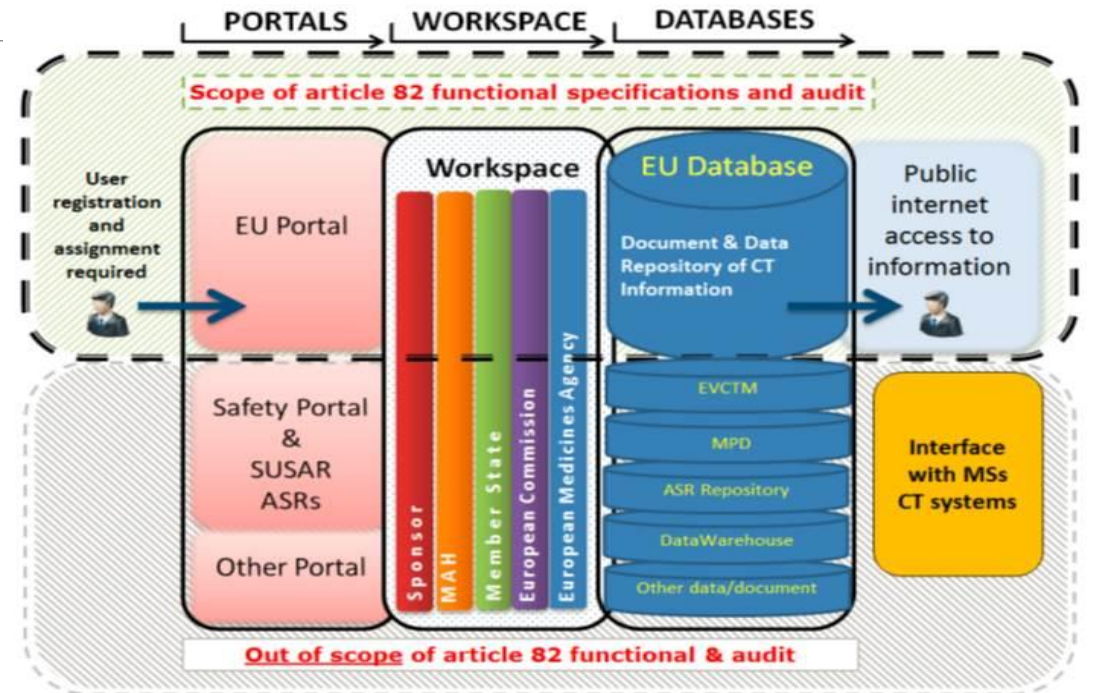 PORTALS
WORKSPACE
DATABASES
Scope of article 82 functional specifications and audit
User
registration
and
assignment
required
EU Portal
Workspace
Sponsor
MAH
Member State
European Commission
European Medicines Agency
EU Database
Document & Data
Repository of CT
Information
Public
internet
access to
information
Safety Portal
&
SUSAR
ASRs
Other Portal
EVCTM
MPD
ASR Repository
DataWarehouse
Other data/document
Interface
with MSs
CT systems
Out of scope of article 82 functional & audit